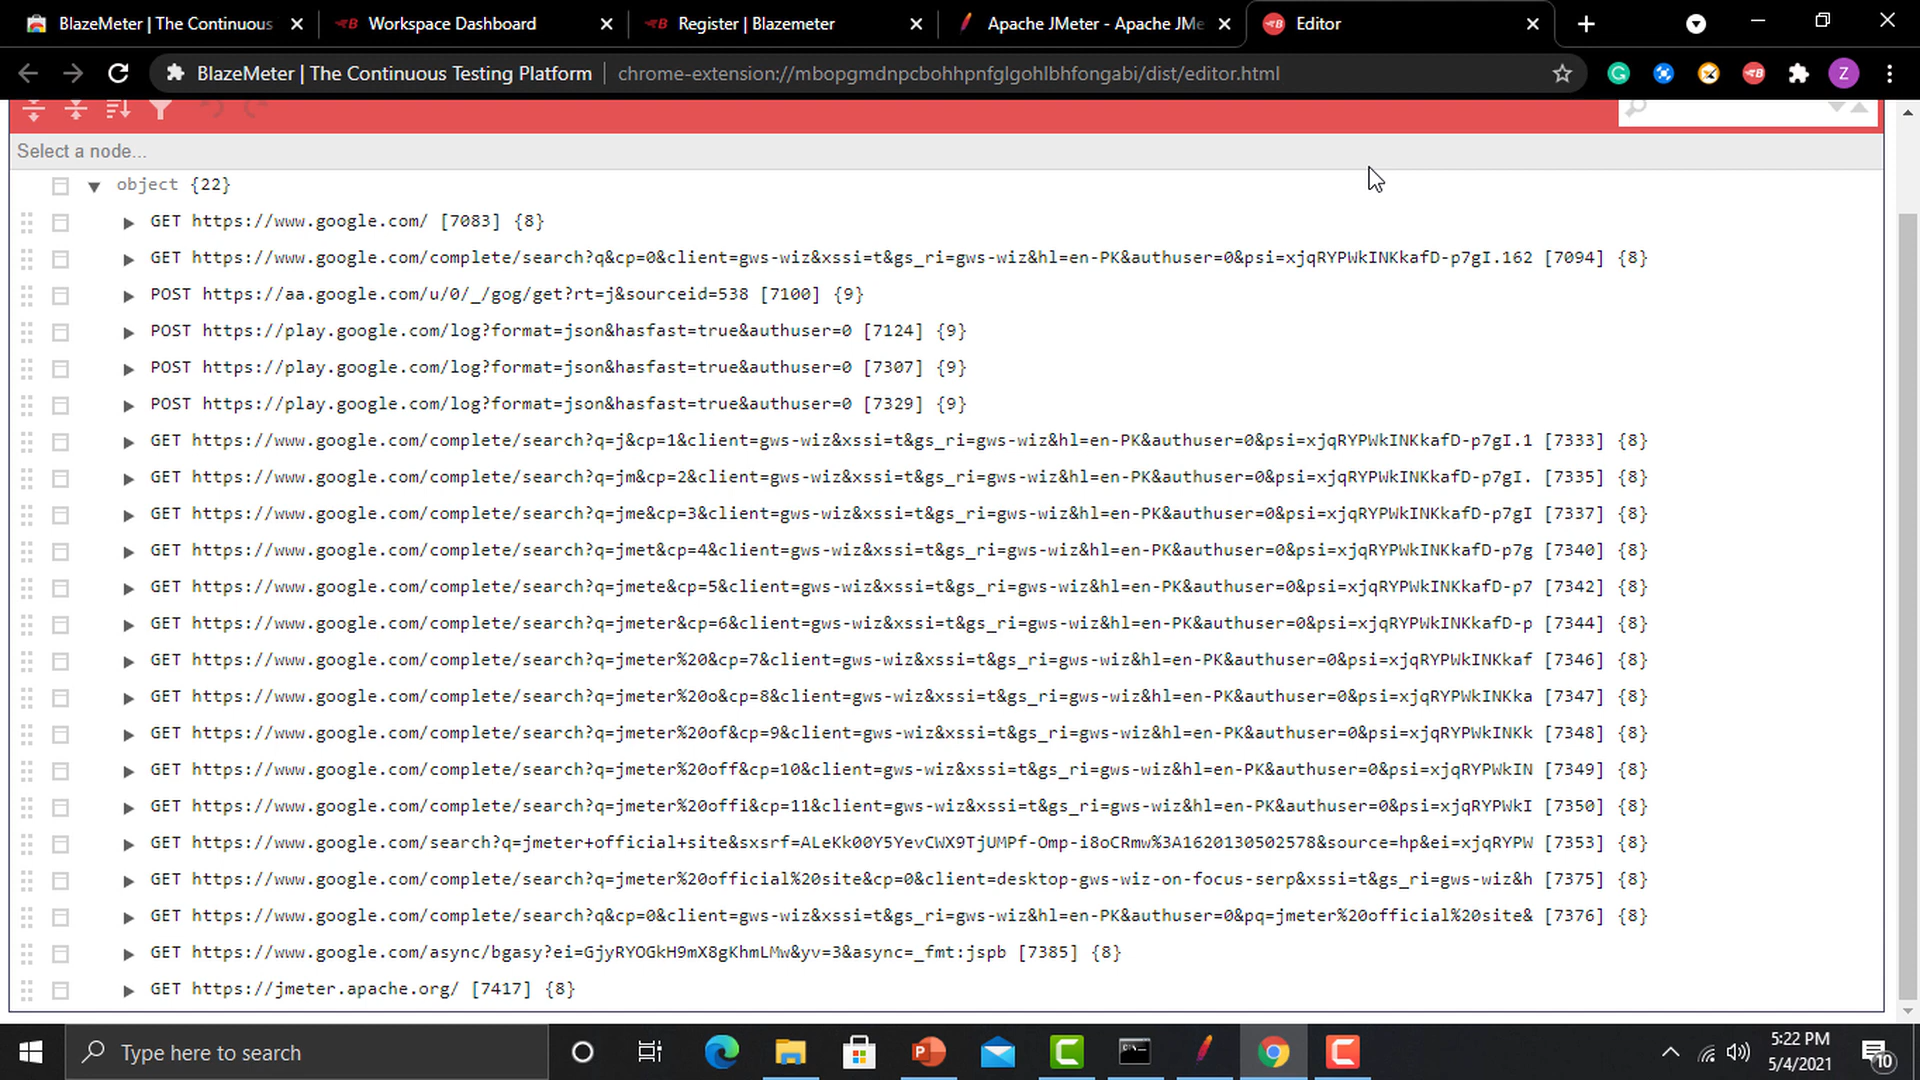 BlazeMeter | The Continuous
Workspace Dashboard
Register | Blazemeter
Apache JMeter - Apache JMe
Editor
BlazeMeter | The Continuous Testing Platform
chrome-extension://mbopgmdnpcbohhpnfglgohlbhfongabi/dist/editor.html
Z
Select a node...
object {22}
GET https://www.google.com/ [7083] {8}
GET https://www.google.com/complete/search?q&cp=0&client=gws-wiz&xssi=t&gs_ri=gws-wiz&hl=en-PK&authuser=0&psi=xjqRYPWkINKkafD-p7gI.162 [7094] {8}
POST https://aa.google.com/u/0/_/gog/get?rt=j&sourceid=538 [7100] {9}
POST https://play.google.com/log?format=json&hasfast=true&authuser=0 [7124] {9}
POST https://play.google.com/log?format=json&hasfast=true&authuser=0 [7307] {9}
POST https://play.google.com/log?format=json&hasfast=true&authuser=0 [7329] {9}
GET https://www.google.com/complete/search?q=j&cp=1&client=gws-wiz&xssi=t&gs_ri=gws-wiz&hl=en-PK&authuser=0&psi=xjqRYPWkINKkafD-p7gI.1 [7333] {8}
GET https://www.google.com/complete/search?q=jm&cp=2&client=gws-wiz&xssi=t&gs_ri=gws-wiz&hl=en-PK&authuser=0&psi=xjqRYPWkINKkafD-p7gI. [7335] {8}
GET https://www.google.com/complete/search?q=jme&cp=3&client=gws-wiz&xssi=t&gs_ri=gws-wiz&hl=en-PK&authuser=0&psi=xjqRYPWkINKkafD-p7gI [7337] {8}
GET https://www.google.com/complete/search?q=jmet&cp=4&client=gws-wiz&xssi=t&gs_ri=gws-wiz&hl=en-PK&authuser=0&psi=xjqRYPWkINKkafD-p7g [7340] {8}
GET https://www.google.com/complete/search?q=jmete&cp=5&client=gws-wiz&xssi=t&gs_ri=gws-wiz&hl=en-PK&authuser=0&psi=xjqRYPWkINKkafD-p7 [7342] {8}
GET https://www.google.com/complete/search?q=jmeter&cp=6&client=gws-wiz&xssi=t&gs_ri=gws-wiz&hl=en-PK&authuser=0&psi=xjqRYPWkINKkafD-p [7344] {8}
GET https://www.google.com/complete/search?q=jmeter%20&cp=7&client=gws-wiz&xssi=t&gs_ri=gws-wiz&hl=en-PK&authuser=0&psi=xjqRYPWkINKkaf [7346] {8}
GET https://www.google.com/complete/search?q=jmeter%20o&cp=8&client=gws-wiz&xssi=t&gs_ri=gws-wiz&hl=en-PK&authuser=0&psi=xjqRYPWkINKka [7347] {8}
GET https://www.google.com/complete/search?q=jmeter%20of&cp=9&client=gws-wiz&xssi=t&gs_ri=gws-wiz&hl=en-PK&authuser=0&psi=xjqRYPWkINKk [7348] {8}
GET https://www.google.com/complete/search?q=jmeter%20off&cp=10&client=gws-wiz&xssi=t&gs_ri=gws-wiz&hl=en-PK&authuser=0&psi=xjqRYPWkIN [7349] {8}
GET https://www.google.com/complete/search?q=jmeter%20offi&cp=11&client=gws-wiz&xssi=t&gs_ri=gws-wiz&hl=en-PK&authuser=0&psi=xjqRYPWkI [7350] {8}
GET https://www.google.com/search?q=jmeter+official+site&sxsrf=ALeKk00Y5YevCWX9TjUMPf-Omp-i8oCRmw%3A1620130502578&source=hp&ei=xjqRYPW [7353] {8}
GET https://www.google.com/complete/search?q=jmeter%20official%20site&cp=0&client=desktop-gws-wiz-on-focus-serp&xssi=t&gs_ri=gws-wiz&h [7375] {8}
GET https://www.google.com/complete/search?q&cp=0&client=gws-wiz&xssi=t&gs_ri=gws-wiz&hl=en-PK&authuser=0&pq=jmeter%20official%20site& [7376] {8}
GET https://www.google.com/async/bgasy?ei=GjyRYOGkH9mX8gKhmLMw&yv=3&async=_fmt:jspb [7385] {8}
GET https://jmeter.apache.org/ [7417] {8}
Type here to search
5:22 PM
5/4/2021
10